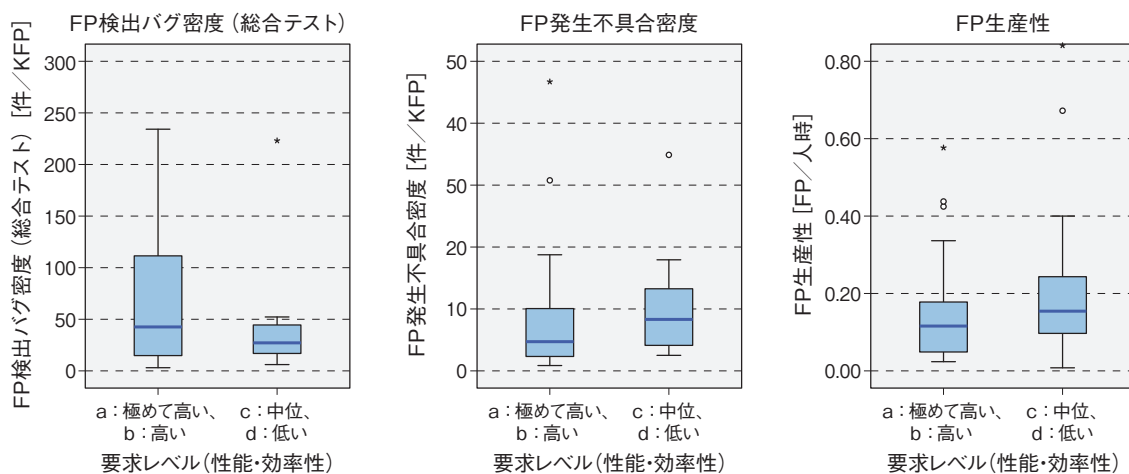 FP検出バグ密度（総合テスト）
FP検出バグ密度（総合テスト） [件／KFP]
300
250
200
150
100
50
0
a：極めて高い、
b：高い
c：中位、
d：低い
要求レベル（性能・効率性）
FP発生不具合密度
FP発生不具合密度 [件／KFP]
50
40
50
20
10
0
a：極めて高い、
b：高い
c：中位、
d：低い
要求レベル（性能・効率性）
FP生産性
FP生産性 [FP／人時]
0.80
0.60
0.40
0.20
0.00
a：極めて高い、
b：高い
c：中位、
d：低い
要求レベル（性能・効率性）